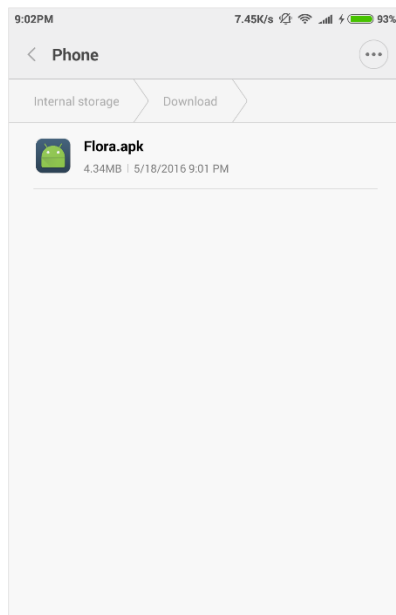 9:02PM 7.45K/s 93%
Phone
Internal storage Download
Flora.apk
4.34MB | 5/18/2016 9:01 PM